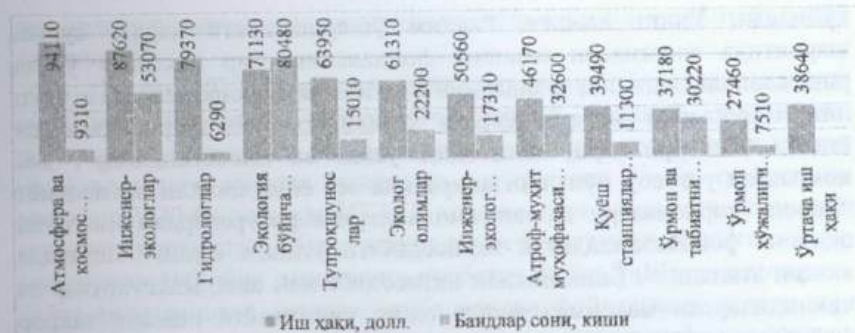 94110
9310
87620
53070
79370
6290
71130
80480
63950
15010
61310
22200
50560
17310
46170
32600
39490
11300
37180
30220
27460
7510
38640
Атмосфера ва
космос...
Инженер-
экологлар
Гидрологлар
Экология
бўйича...
Тупроқшунос
лар
Эколог
олимлар
Инженер-
эколог...
Атроф-муҳит
муҳофазаси...
Қуёш
станциялар...
Ўрмон ва
табиатни...
Ўрмон
хўжалиги...
Ўртача иш
ҳақи
Иш ҳақи, долл.
Бандлар сони, киши